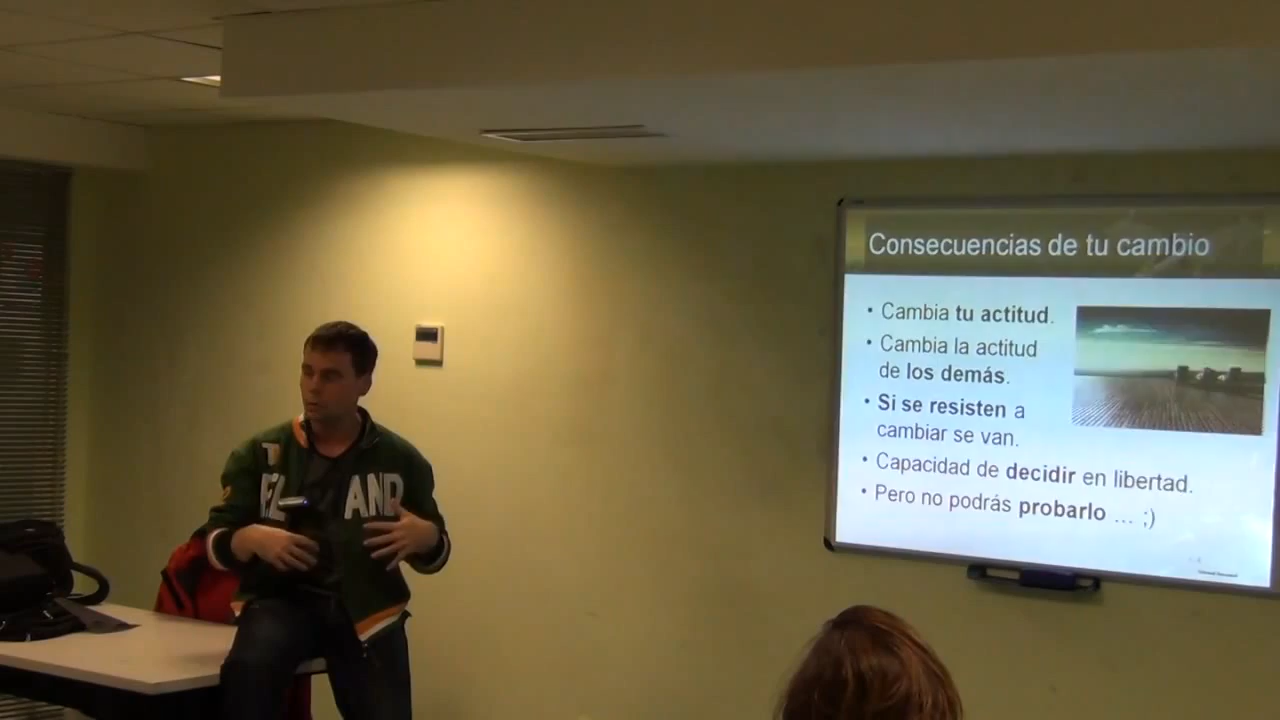 Consecuencias de tu cambio
• Cambia tu actitud.
• Cambia la actitud
de los demás.
• Si se resisten a
cambiar se van.
• Capacidad de decidir en libertad.
• Pero no podrás probarlo ... ;)
AND